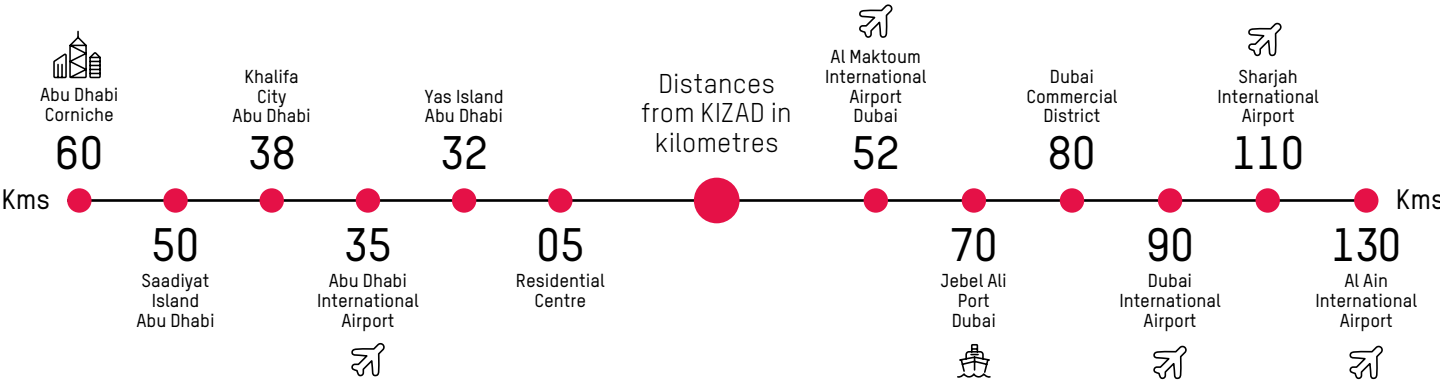 Abu Dhabi
Corniche
60
Khalifa
City
Abu Dhabi
38
Yas Island
Abu Dhabi
32
Distances
from KIZAD in
kilometres
Al Maktoum
International
Airport
Dubai
52
Dubai
Commercial
District
80
Sharjah
International
Airport
110
Kms
Kms
50
Saadiyat
Island
Abu Dhabi
35
Abu Dhabi
International
Airport
05
Residential
Centre
70
Jebel Ali
Port
Dubai
90
Dubai
International
Airport
130
Al Ain
International
Airport